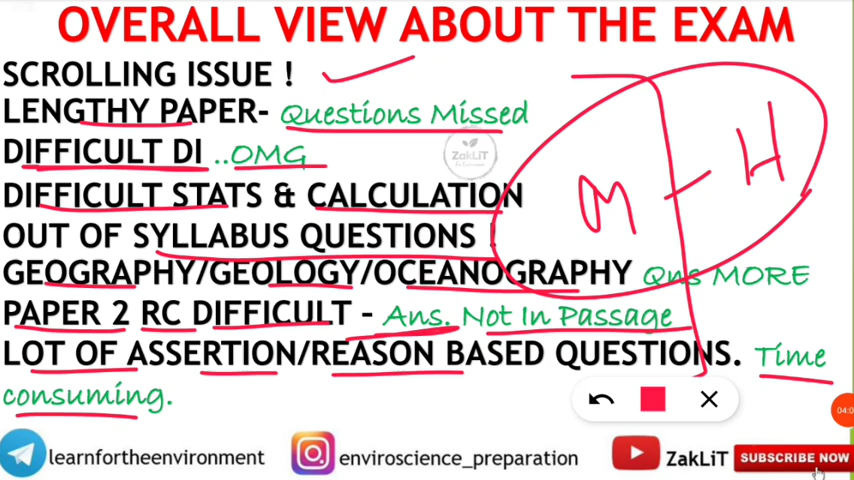 OVERALL VIEW ABOUT THE EXAM
SCROLLING ISSUE !
LENGTHY PAPER- Questions Missed
DIFFICULT DI ..OMG
ZakLiT
DIFFICULT STATS & CALCULATION
M - H
OUT OF SYLLABUS QUESTIONS !
GEOGRAPHY/GEOLOGY/OCEANOGRAPHY Qns MORE
PAPER 2 RC DIFFICULT - Ans. Not In Passage
LOT OF ASSERTION/REASON BASED QUESTIONS. Time
consuming.
04:0
learnfortheenvironment
enviroscience_preparation
ZakLiT
SUBSCRIBE NOW